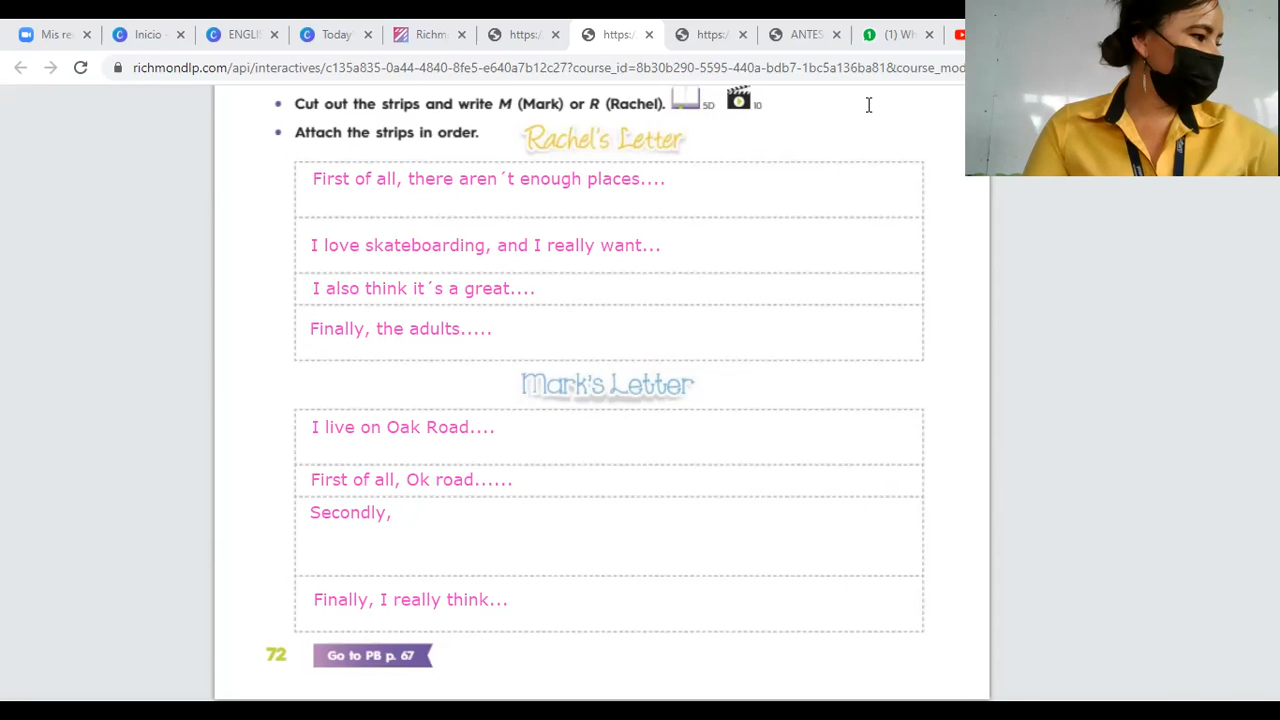 Mis re
Inicio -
ENGLI
Today
Richm
https:
https:
https:
ANTES
(1) Wh
richmondlp.com/api/interactives/c135a835-0a44-4840-8fe5-e640a7b12c27?course_id=8b30b290-5595-440a-bdb7-1bc5a136ba81&course_mod
• Cut out the strips and write M (Mark) or R (Rachel). 5D 10
• Attach the strips in order.
Rachel's Letter
First of all, there aren´t enough places....
I love skateboarding, and I really want...
I also think it´s a great....
Finally, the adults.....
Mark's Letter
I live on Oak Road....
First of all, Ok road......
Secondly,
Finally, I really think...
72
Go to PB p. 67